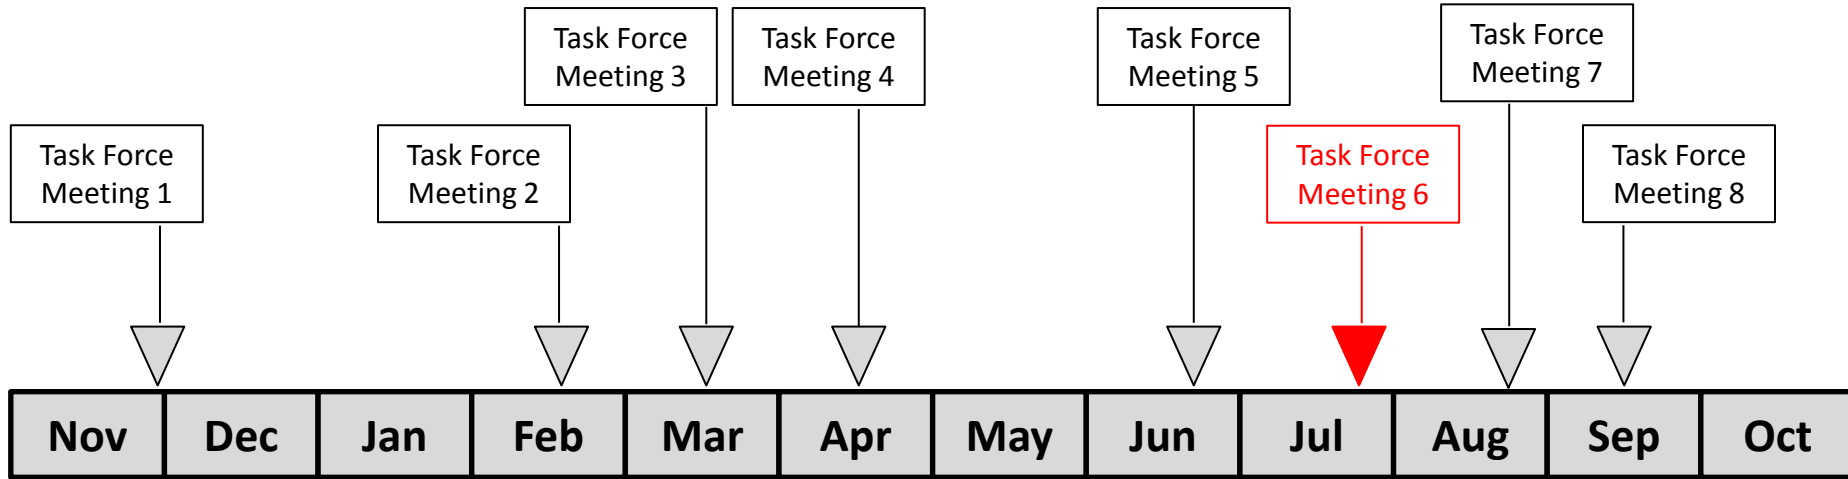 Task Force
Meeting 1
Task Force
Meeting 2
Task Force
Meeting 3
Task Force
Meeting 4
Task Force
Meeting 5
Task Force
Meeting 6
Task Force
Meeting 7
Task Force
Meeting 8
Nov Dec Jan Feb Mar Apr May Jun Jul Aug Sep Oct